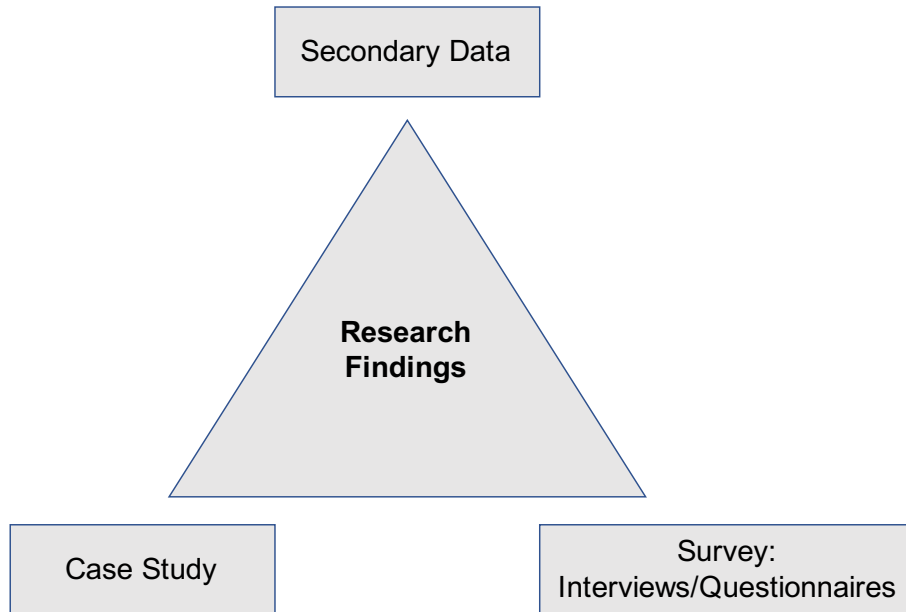 Secondary Data
Research
Findings
Case Study
Survey:
Interviews/Questionnaires